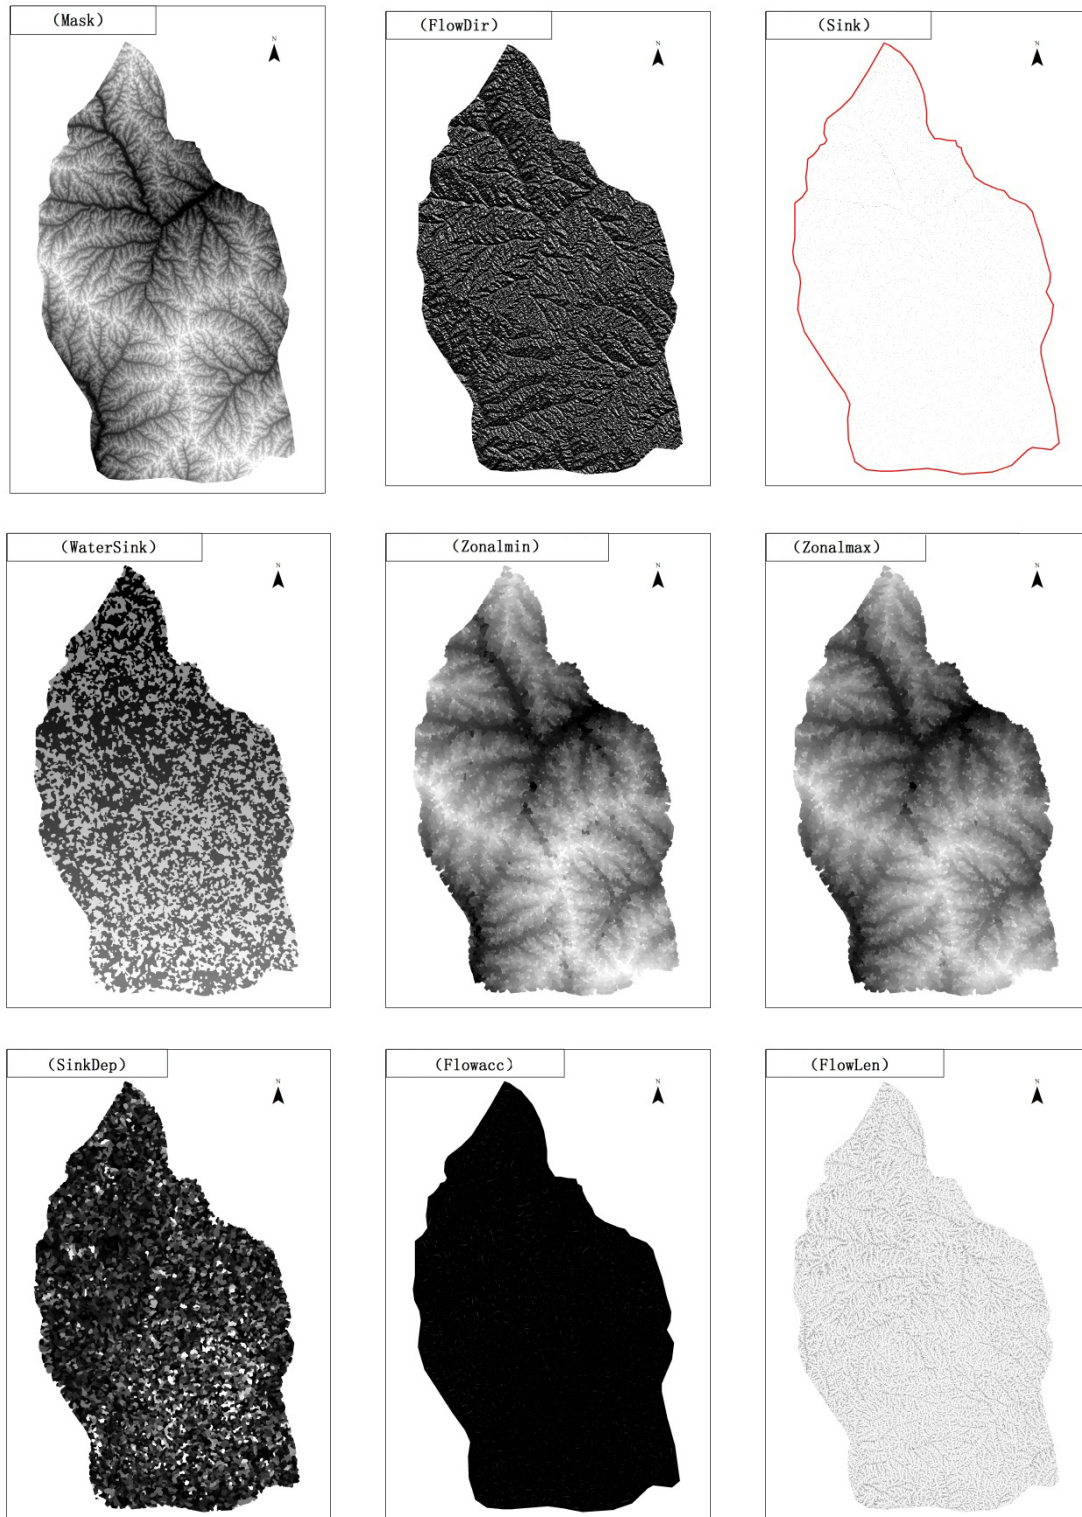 (Mask)
N
(FlowDir)
N
(Sink)
N
(WaterSink)
N
(Zonalmin)
N
(Zonalmax)
N
(SinkDep)
N
(Flowacc)
N
(FlowLen)
N